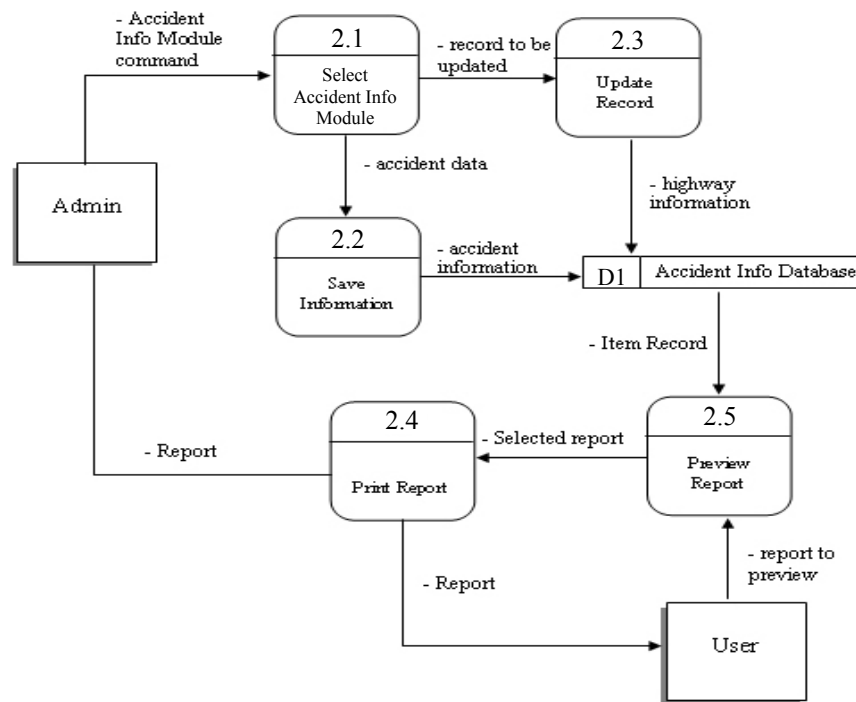 - Accident
Info Module
command
2.1
Select
Accident Info
Module
- record to be
updated
2.3
Update
Record
- accident data
Admin
- highway
information
2.2
Save
Information
- accident
information
D1
Accident Info Database
- Item Record
2.4
Print Report
- Selected report
2.5
Preview
Report
- Report
- report to
preview
- Report
User